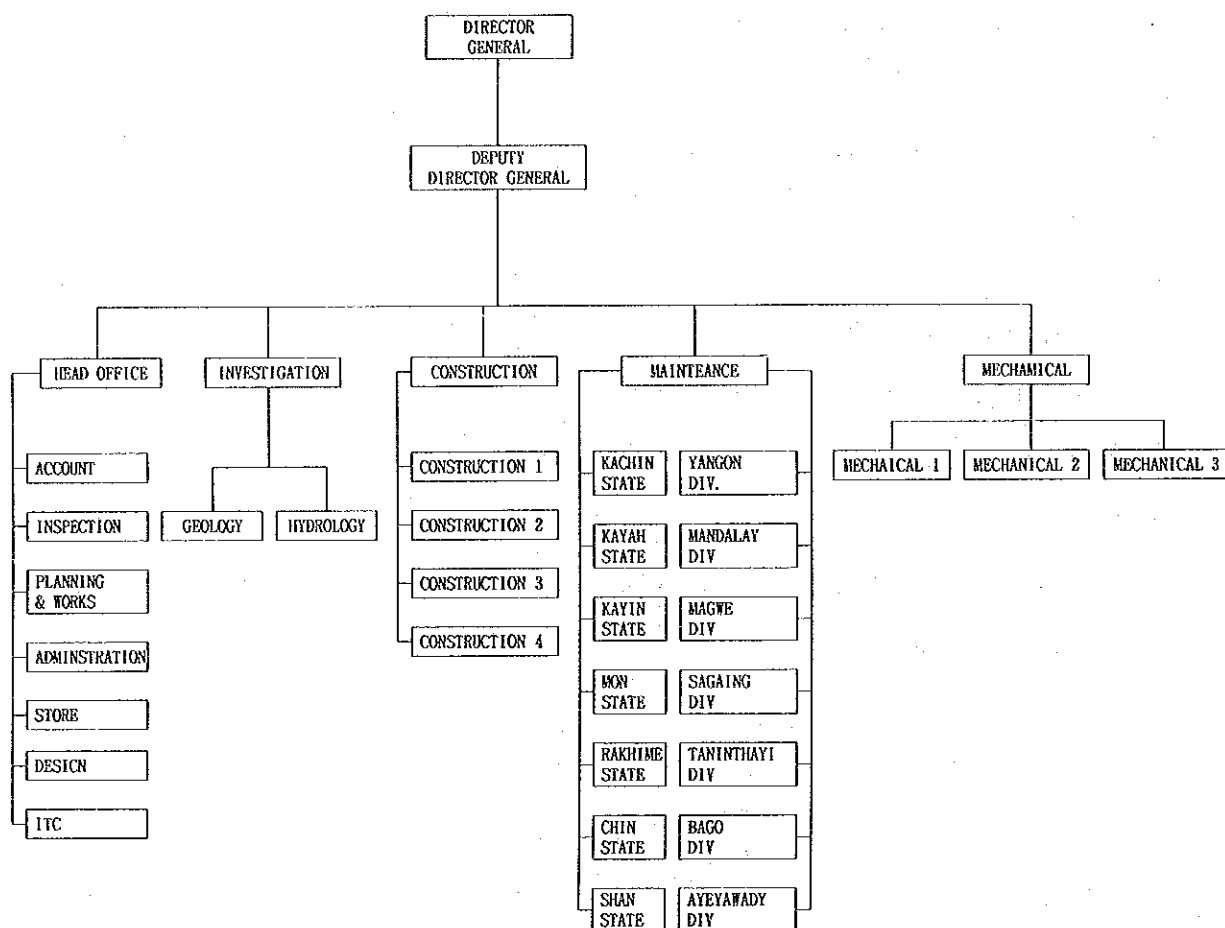 DIRECTOR
GENERAL
DEPUTY
DIRECTOR GENERAL
HEAD OFFICE
INVESTIGATION
CONSTRUCTION
MAINTEANCE
MECHAMICAL
ACCOUNT
INSPECTION
PLANNING
& WORKS
ADMINSTRATION
STORE
DESICN
ITC
GEOLOGY
HYDROLOGY
CONSTRUCTION 1
CONSTRUCTION 2
CONSTRUCTION 3
CONSTRUCTION 4
KACHIN
STATE
KAYAH
STATE
KAYIN
STATE
MON
STATE
RAKHIME
STATE
CHIN
STATE
SHAN
STATE
YANGON
DIV.
MANDALAY
DIV
MAGWE
DIV
SAGAING
DIV
TANINTHAYI
DIV
BAGO
DIV
AYEYAWADY
DIV
MECHAICAL 1
MECHANICAL 2
MECHANICAL 3